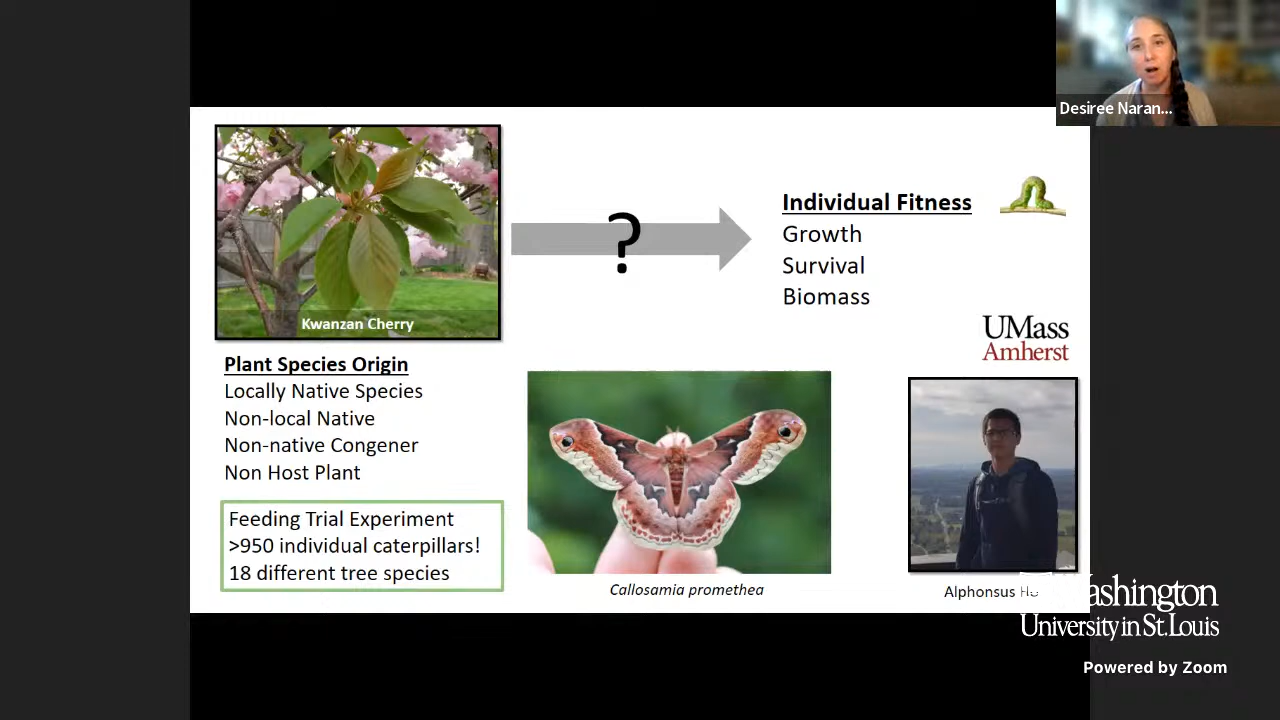 Desiree Naran...
Kwanzan Cherry
?
Individual Fitness
Growth
Survival
Biomass
UMass
Amherst
Plant Species Origin
Locally Native Species
Non-local Native
Non-native Congener
Non Host Plant
Feeding Trial Experiment
>950 individual caterpillars!
18 different tree species
Callosamia promethea
Alphonsus
Washington
University in St. Louis
Powered by Zoom